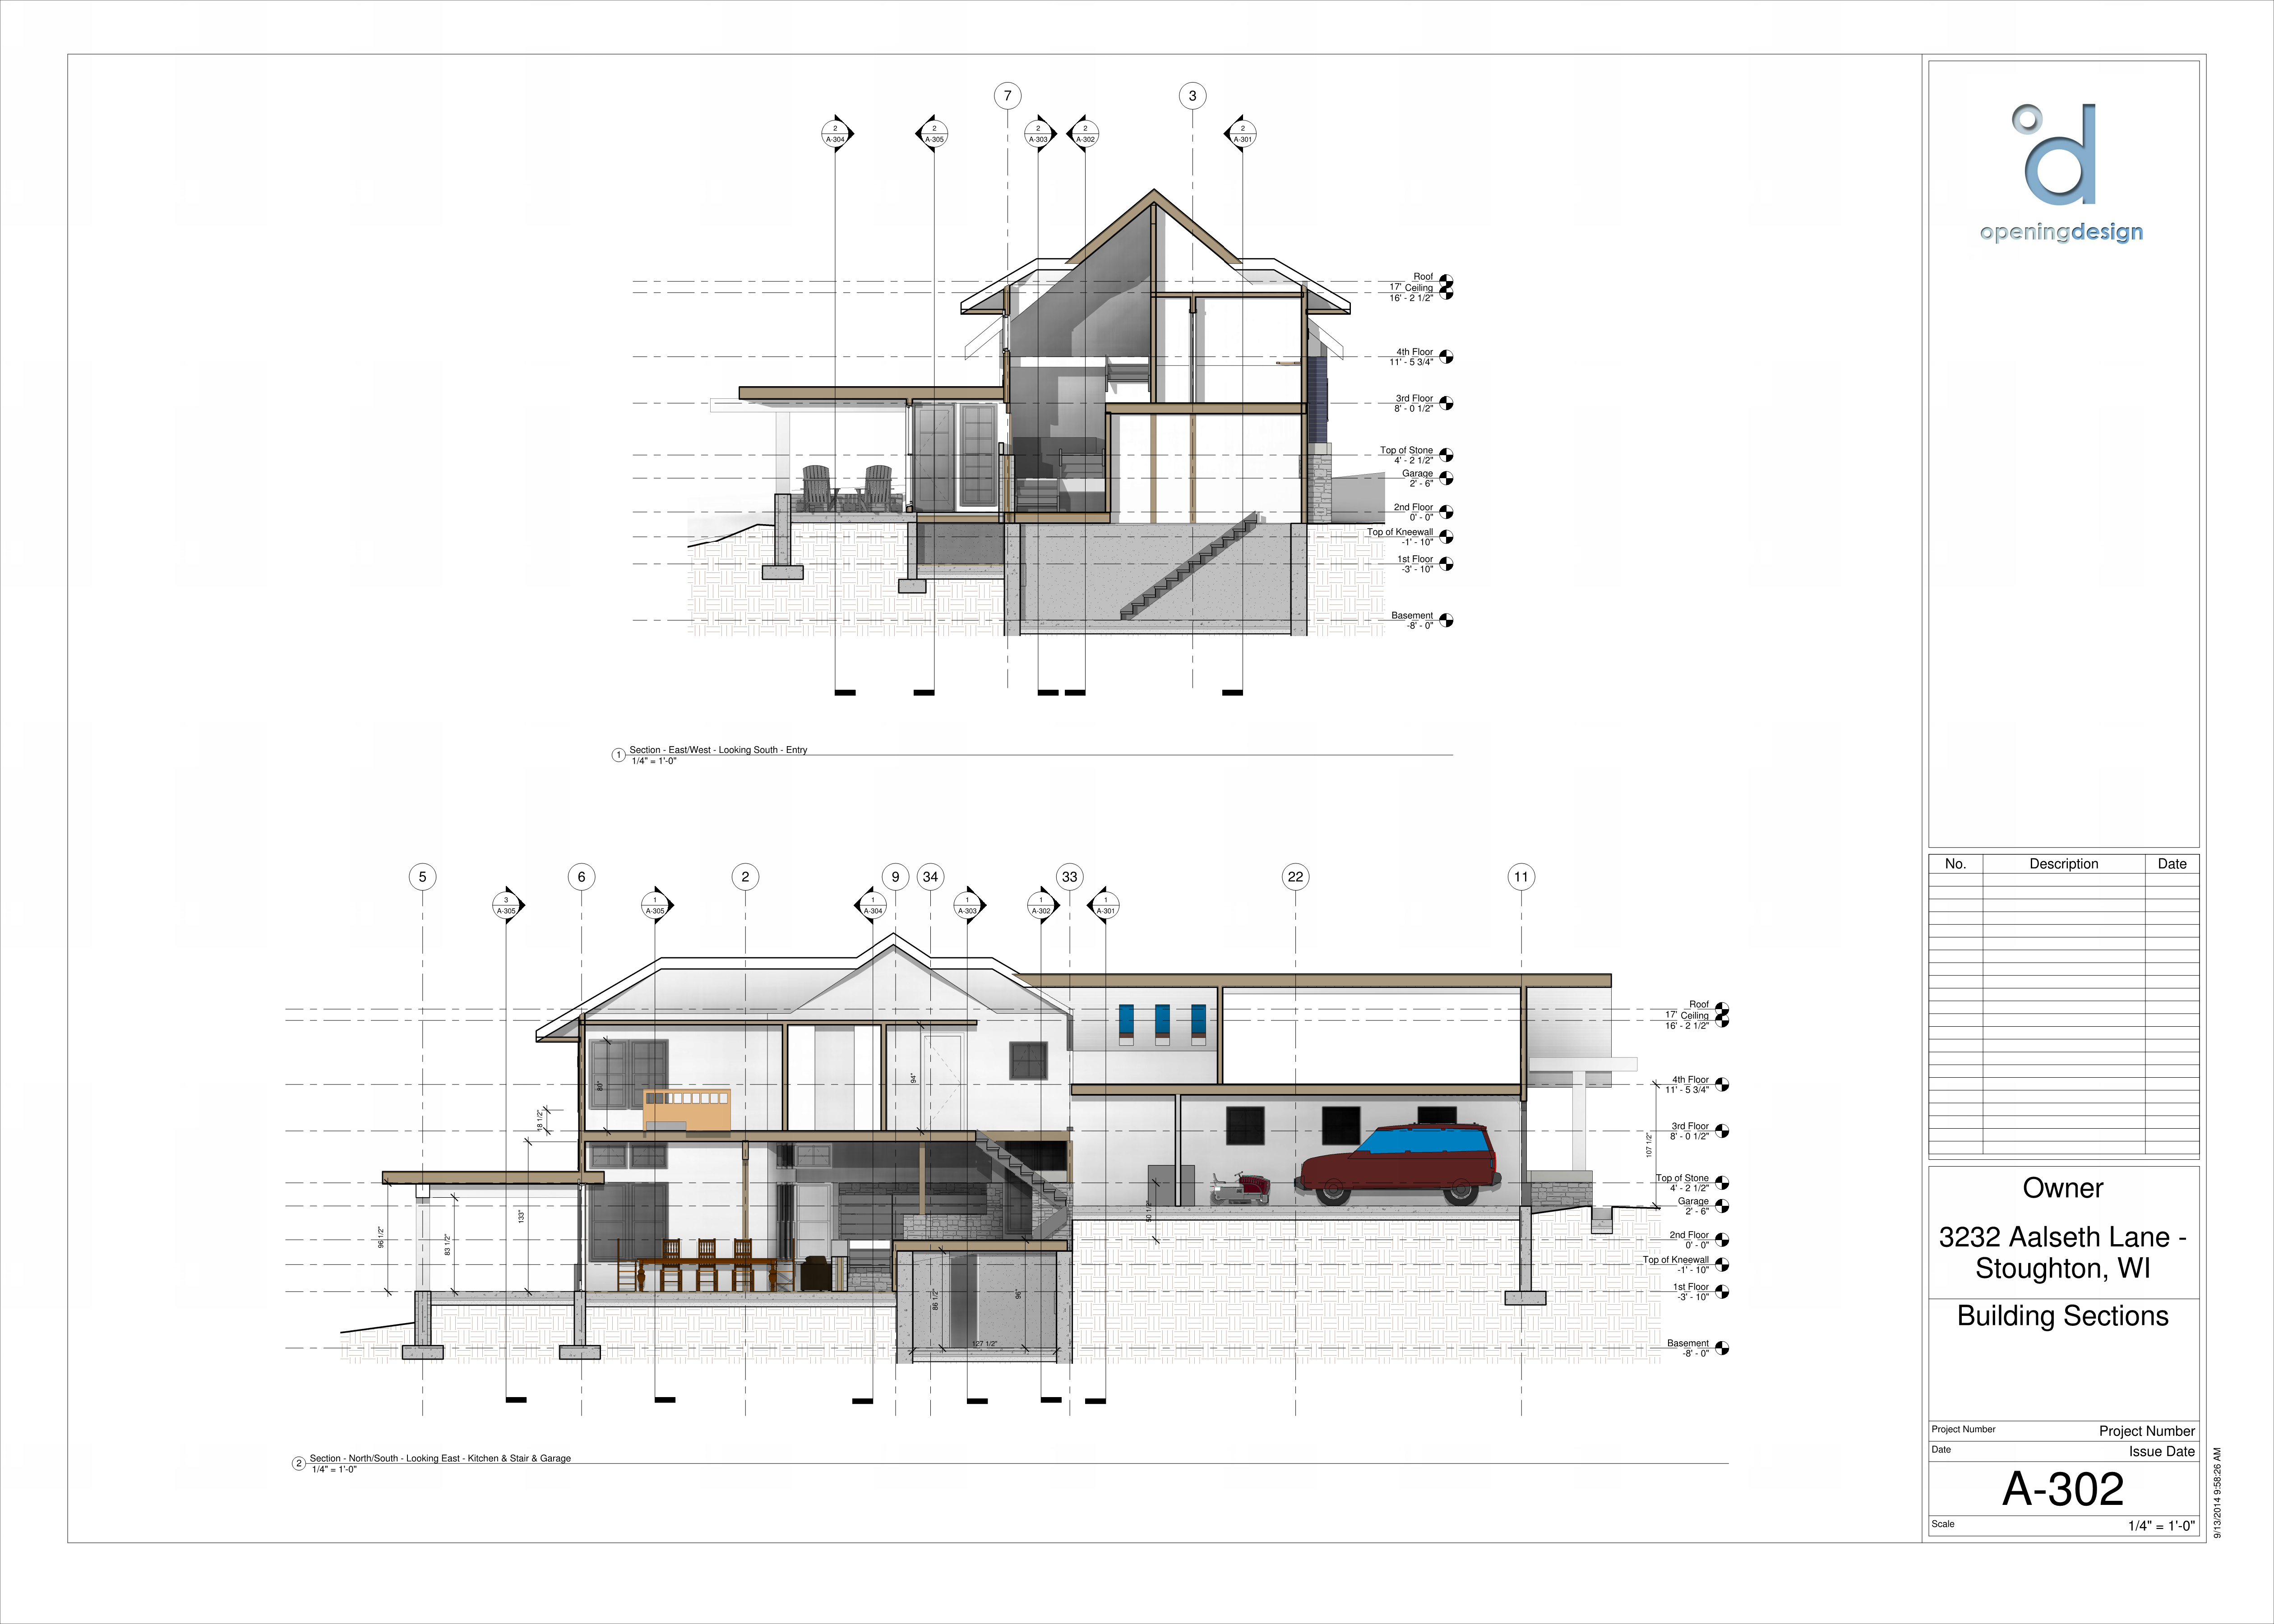 7
3
2
A-304
2
A-305
2
A-303
2
A-302
2
A-301
Roof
17'
Ceiling
16' - 2 1/2"
4th Floor
11' - 5 3/4"
3rd Floor
8' - 0 1/2"
Top of Stone
4' - 2 1/2"
Garage
2' - 6"
2nd Floor
0' - 0"
Top of Kneewall
-1' - 10"
1st Floor
-3' - 10"
Basement
-8' - 0"
1
Section - East/West - Looking South - Entry
1/4" = 1'-0"
5
6
2
9
34
33
22
11
3
A-305
1
A-305
1
A-304
1
A-303
1
A-302
1
A-301
Roof
17'
Ceiling
16' - 2 1/2"
4th Floor
11' - 5 3/4"
3rd Floor
8' - 0 1/2"
Top of Stone
4' - 2 1/2"
Garage
2' - 6"
2nd Floor
0' - 0"
Top of Kneewall
-1' - 10"
1st Floor
-3' - 10"
Basement
-8' - 0"
94"
18 1/2"
133"
96 1/2"
83 1/2"
86 1/2"
96"
127 1/2"
50 1/2"
107 1/2"
2
Section - North/South - Looking East - Kitchen & Stair & Garage
1/4" = 1'-0"
openingdesign
No. Description Date
Owner
3232 Aalseth Lane -
Stoughton, WI
Building Sections
Project Number Project Number
Date Issue Date
A-302
Scale 1/4" = 1'-0"
9/13/2014 9:58:26 AM